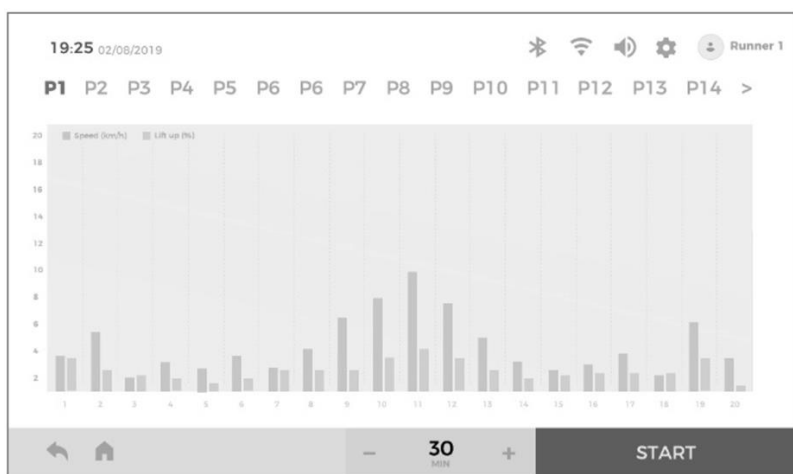 19:25 02/08/2019 Runner 1
P1 P2 P3 P4 P5 P6 P6 P7 P8 P9 P10 P11 P12 P13 P14 >
20 Speed (km/h) Lift up (%)
18
16
14
12
10
8
6
4
2
1 2 3 4 5 6 7 8 9 10 11 12 13 14 15 16 17 18 19 20
− 30 + START
MIN